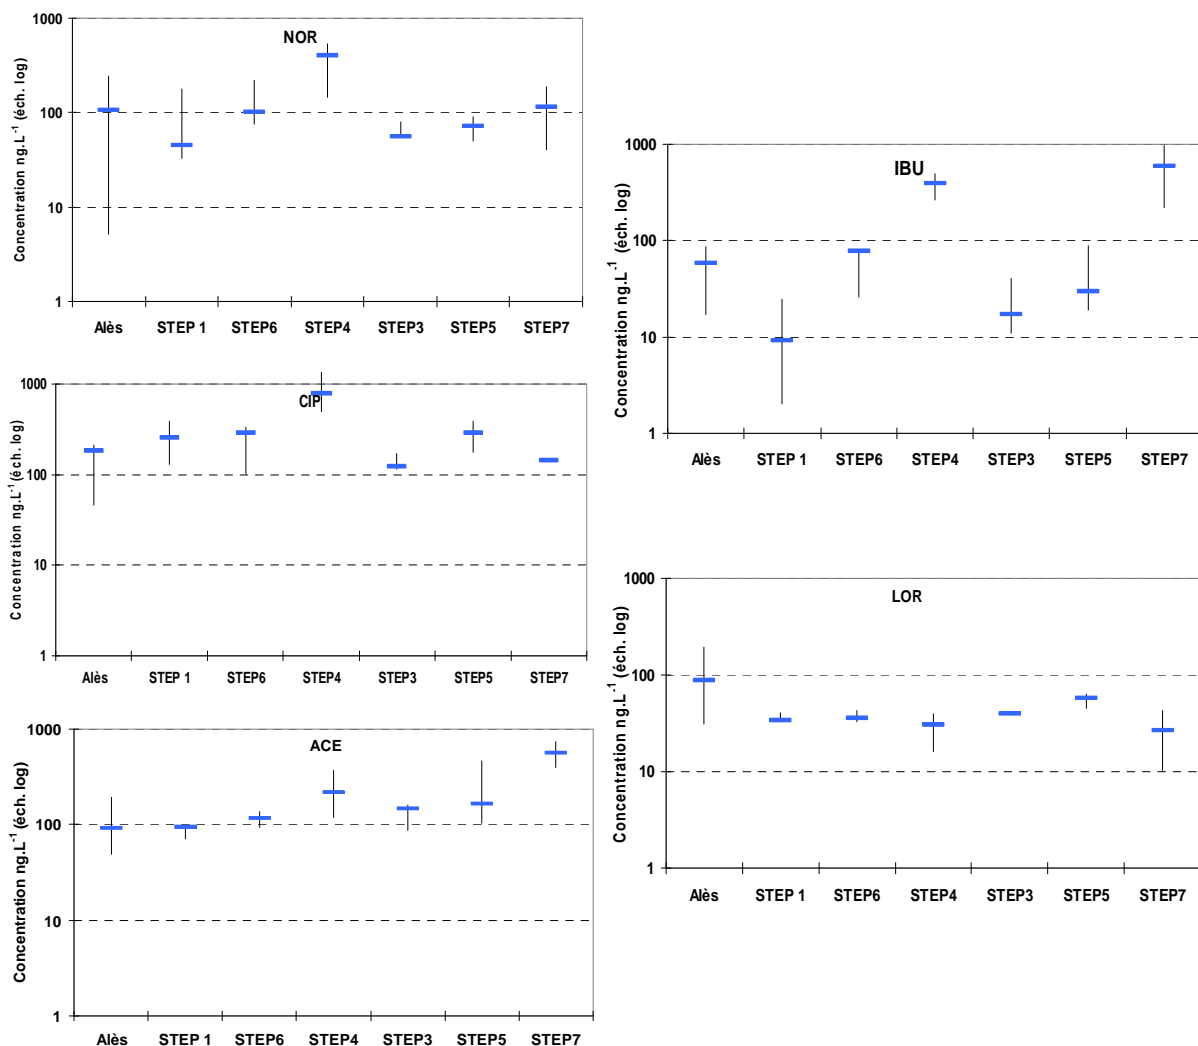 NOR
Concentration ng.L-1 (éch. log)
1000
100
10
1
Alès STEP 1 STEP6 STEP4 STEP3 STEP5 STEP7
CIP
Concentration ng.L-1 (éch. log)
1000
100
10
1
Alès STEP 1 STEP6 STEP4 STEP3 STEP5 STEP7
ACE
Concentration ng.L-1 (éch. log)
1000
100
10
1
Alès STEP 1 STEP6 STEP4 STEP3 STEP5 STEP7
IBU
Concentration ng.L-1 (éch. log)
1000
100
10
1
Alès STEP 1 STEP6 STEP4 STEP3 STEP5 STEP7
LOR
Concentration ng.L-1 (éch. log)
1000
100
10
1
Alès STEP 1 STEP6 STEP4 STEP3 STEP5 STEP7